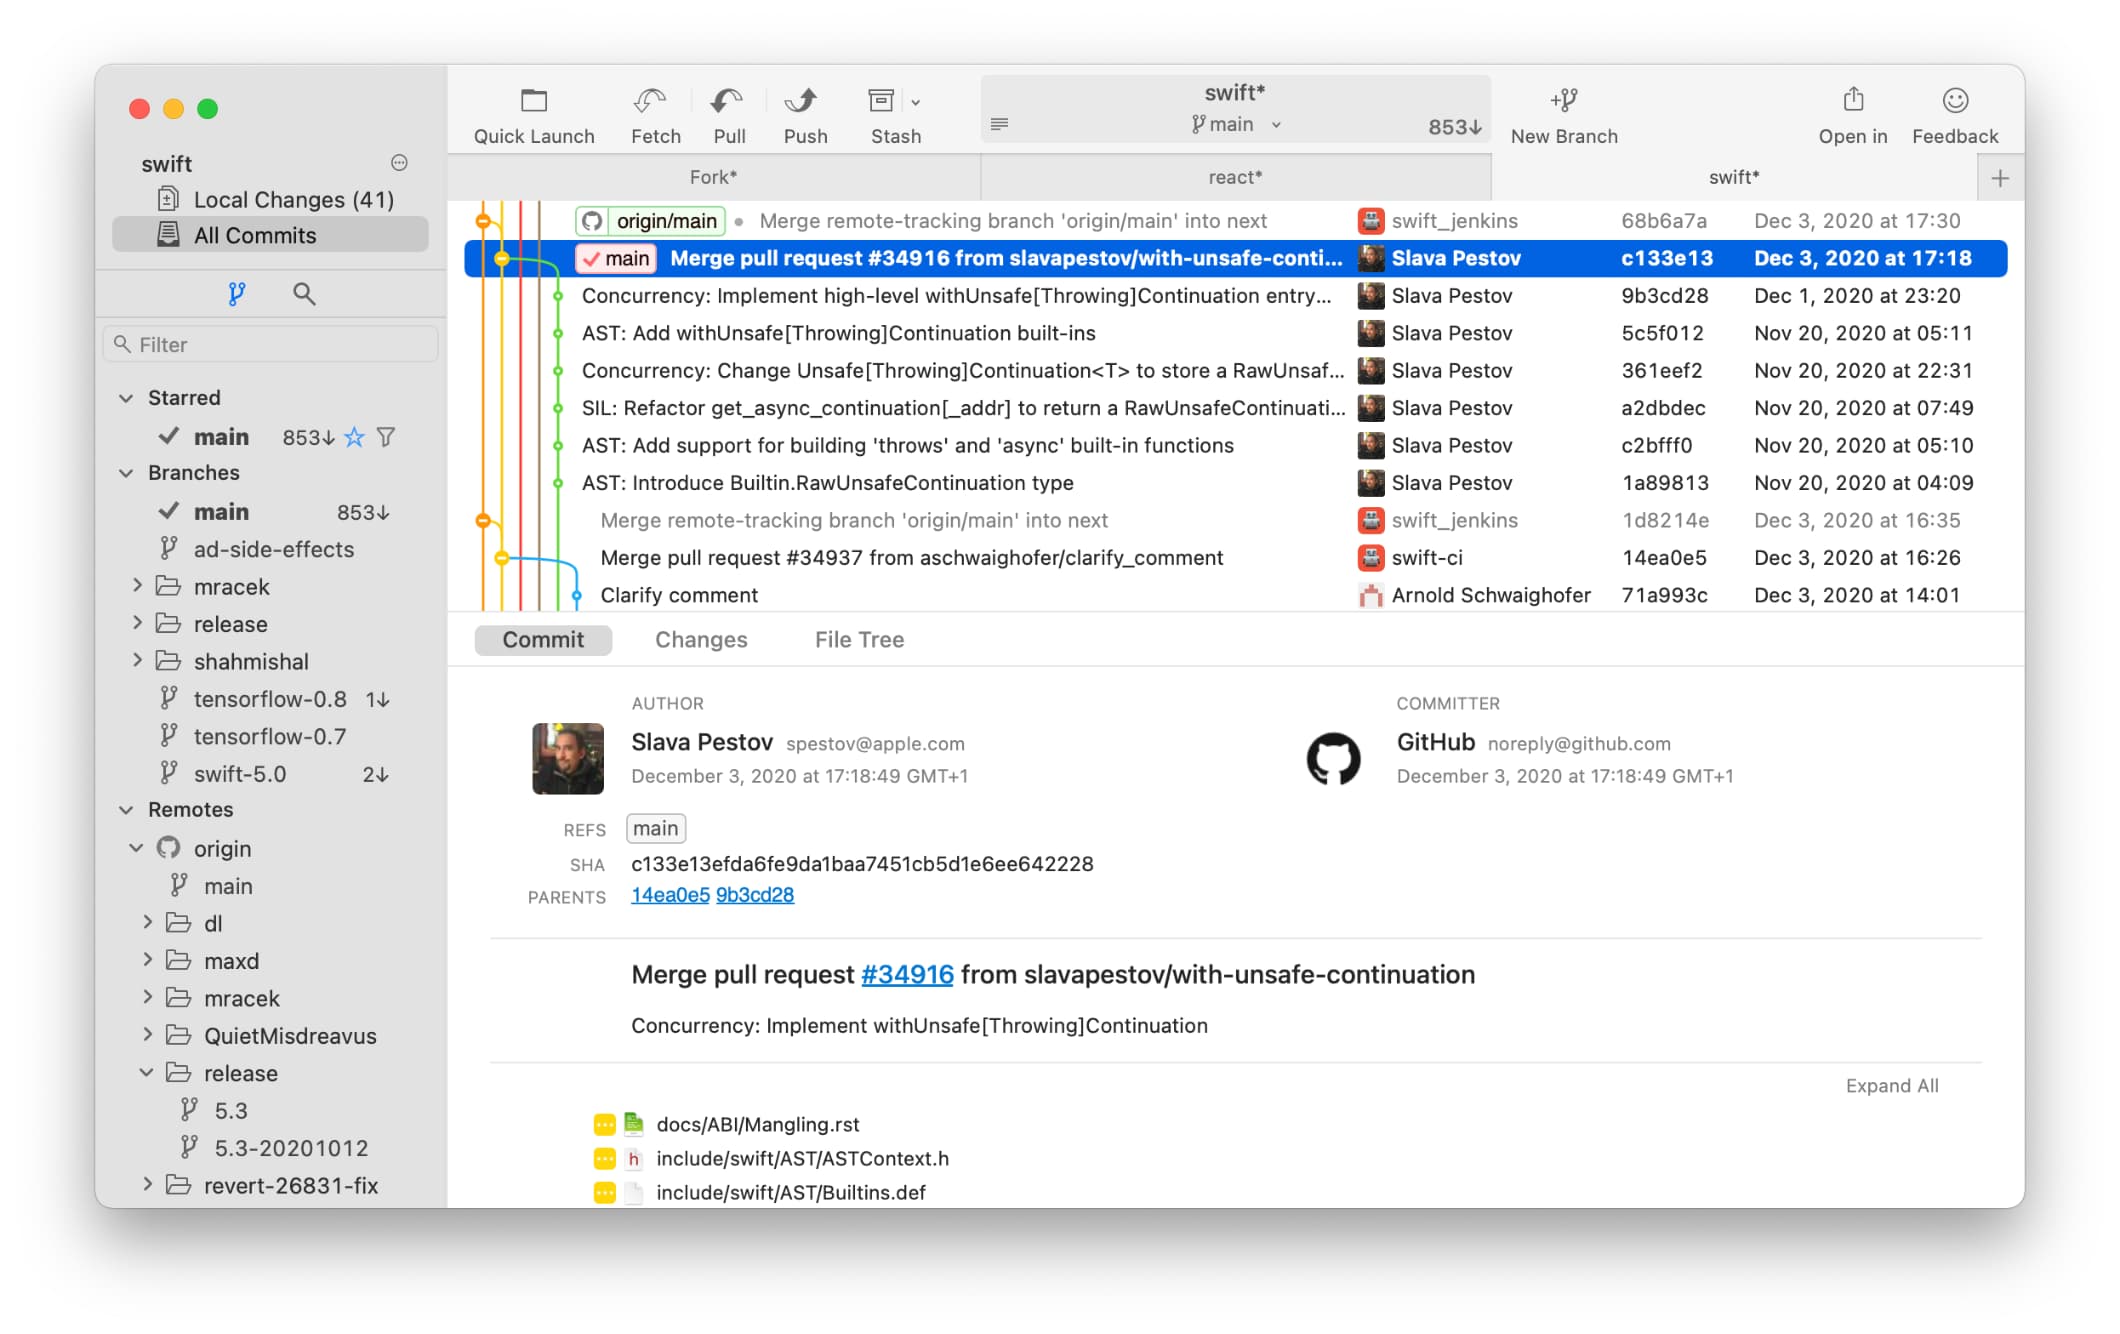 swift
Local Changes (41)
All Commits
Filter
Starred
main 853↓
Branches
main 853↓
ad-side-effects
mracek
release
shahmishal
tensorflow-0.8 1↓
tensorflow-0.7
swift-5.0 2↓
Remotes
origin
main
dl
maxd
mracek
QuietMisdreavus
release
5.3
5.3-20201012
revert-26831-fix
Quick Launch
Fetch
Pull
Push
Stash
swift*
main
853↓
New Branch
Open in
Feedback
Fork*
react*
swift*
origin/main Merge remote-tracking branch 'origin/main' into next swift_jenkins 68b6a7a Dec 3, 2020 at 17:30
main Merge pull request #34916 from slavapestov/with-unsafe-conti... Slava Pestov c133e13 Dec 3, 2020 at 17:18
Concurrency: Implement high-level withUnsafe[Throwing]Continuation entry... Slava Pestov 9b3cd28 Dec 1, 2020 at 23:20
AST: Add withUnsafe[Throwing]Continuation built-ins Slava Pestov 5c5f012 Nov 20, 2020 at 05:11
Concurrency: Change Unsafe[Throwing]Continuation<T> to store a RawUnsaf... Slava Pestov 361eef2 Nov 20, 2020 at 22:31
SIL: Refactor get_async_continuation[_addr] to return a RawUnsafeContinuati... Slava Pestov a2dbdec Nov 20, 2020 at 07:49
AST: Add support for building 'throws' and 'async' built-in functions Slava Pestov c2bfff0 Nov 20, 2020 at 05:10
AST: Introduce Builtin.RawUnsafeContinuation type Slava Pestov 1a89813 Nov 20, 2020 at 04:09
Merge remote-tracking branch 'origin/main' into next swift_jenkins 1d8214e Dec 3, 2020 at 16:35
Merge pull request #34937 from aschwaighofer/clarify_comment swift-ci 14ea0e5 Dec 3, 2020 at 16:26
Clarify comment Arnold Schwaighofer 71a993c Dec 3, 2020 at 14:01
Commit
Changes
File Tree
AUTHOR
Slava Pestov spestov@apple.com
December 3, 2020 at 17:18:49 GMT+1
COMMITTER
GitHub noreply@github.com
December 3, 2020 at 17:18:49 GMT+1
REFS main
SHA c133e13efda6fe9da1baa7451cb5d1e6ee642228
PARENTS 14ea0e5 9b3cd28
Merge pull request #34916 from slavapestov/with-unsafe-continuation
Concurrency: Implement withUnsafe[Throwing]Continuation
Expand All
docs/ABI/Mangling.rst
h include/swift/AST/ASTContext.h
include/swift/AST/Builtins.def